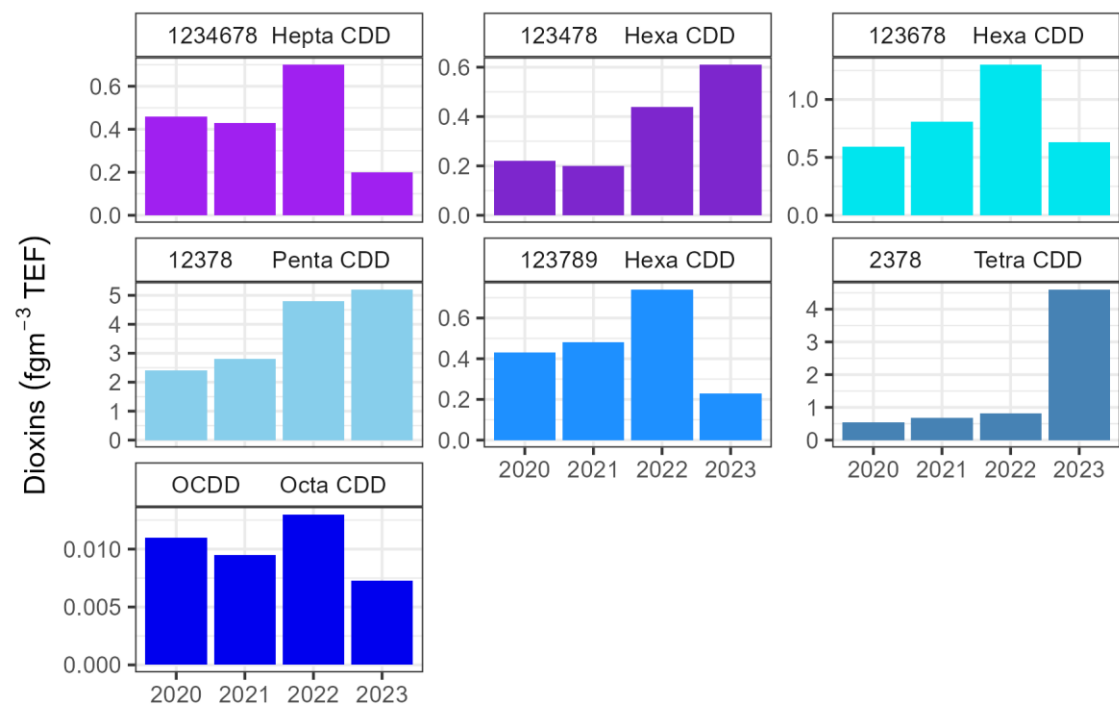 1234678 Hepta CDD
123478 Hexa CDD
123678 Hexa CDD
0.6
0.4
0.2
0.0
0.6
0.4
0.2
0.0
1.0
0.5
0.0
Dioxins (fgm⁻³ TEF)
12378 Penta CDD
123789 Hexa CDD
2378 Tetra CDD
5
4
3
2
1
0
0.6
0.4
0.2
0.0
4
3
2
1
0
2020 2021 2022 2023
2020 2021 2022 2023
OCDD Octa CDD
0.010
0.005
0.000
2020 2021 2022 2023